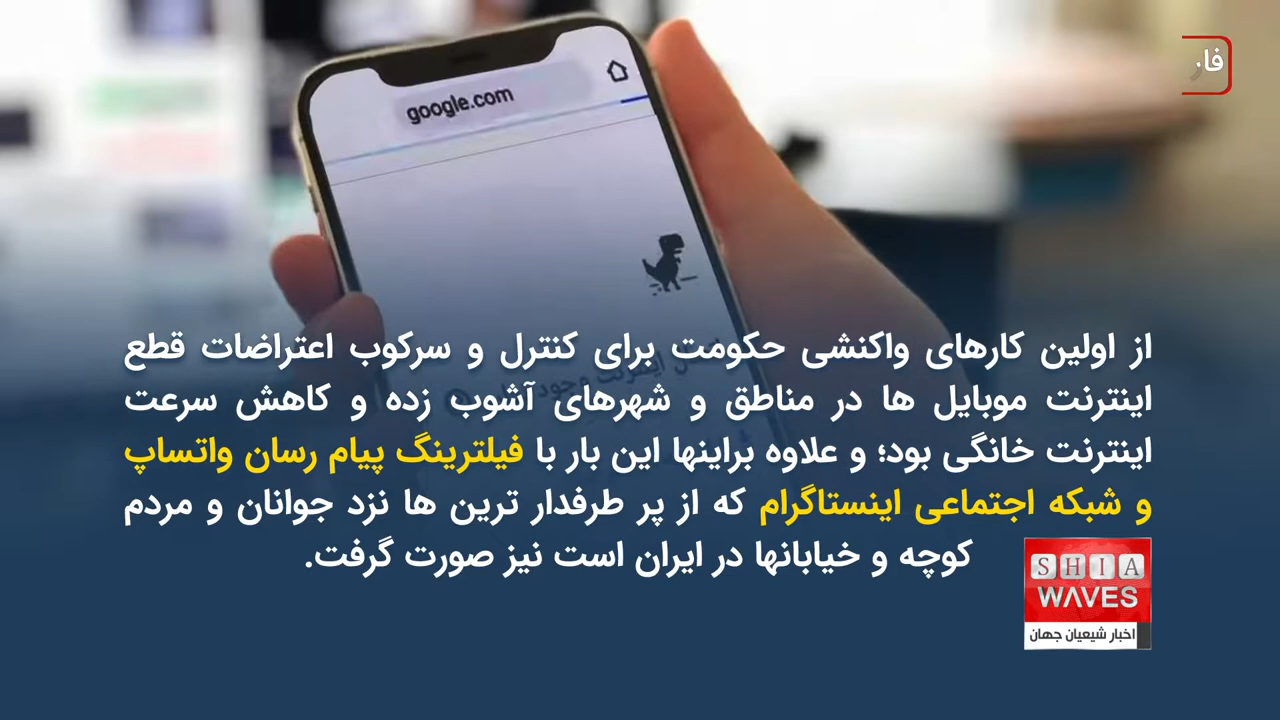 فار
google.com
از اولین کارهای واکنشی حکومت برای کنترل و سرکوب اعتراضات قطع
اینترنت موبایل ها در مناطق و شهرهای آشوب زده و کاهش سرعت
اینترنت خانگی بود؛ و علاوه براینها این بار با فیلترینگ پیام رسان واتساپ
و شبکه اجتماعی اینستاگرام که از پر طرفدار ترین ها نزد جوانان و مردم
کوچه و خیابانها در ایران است نیز صورت گرفت.
SHIA
WAVES
اخبار شیعیان جهان